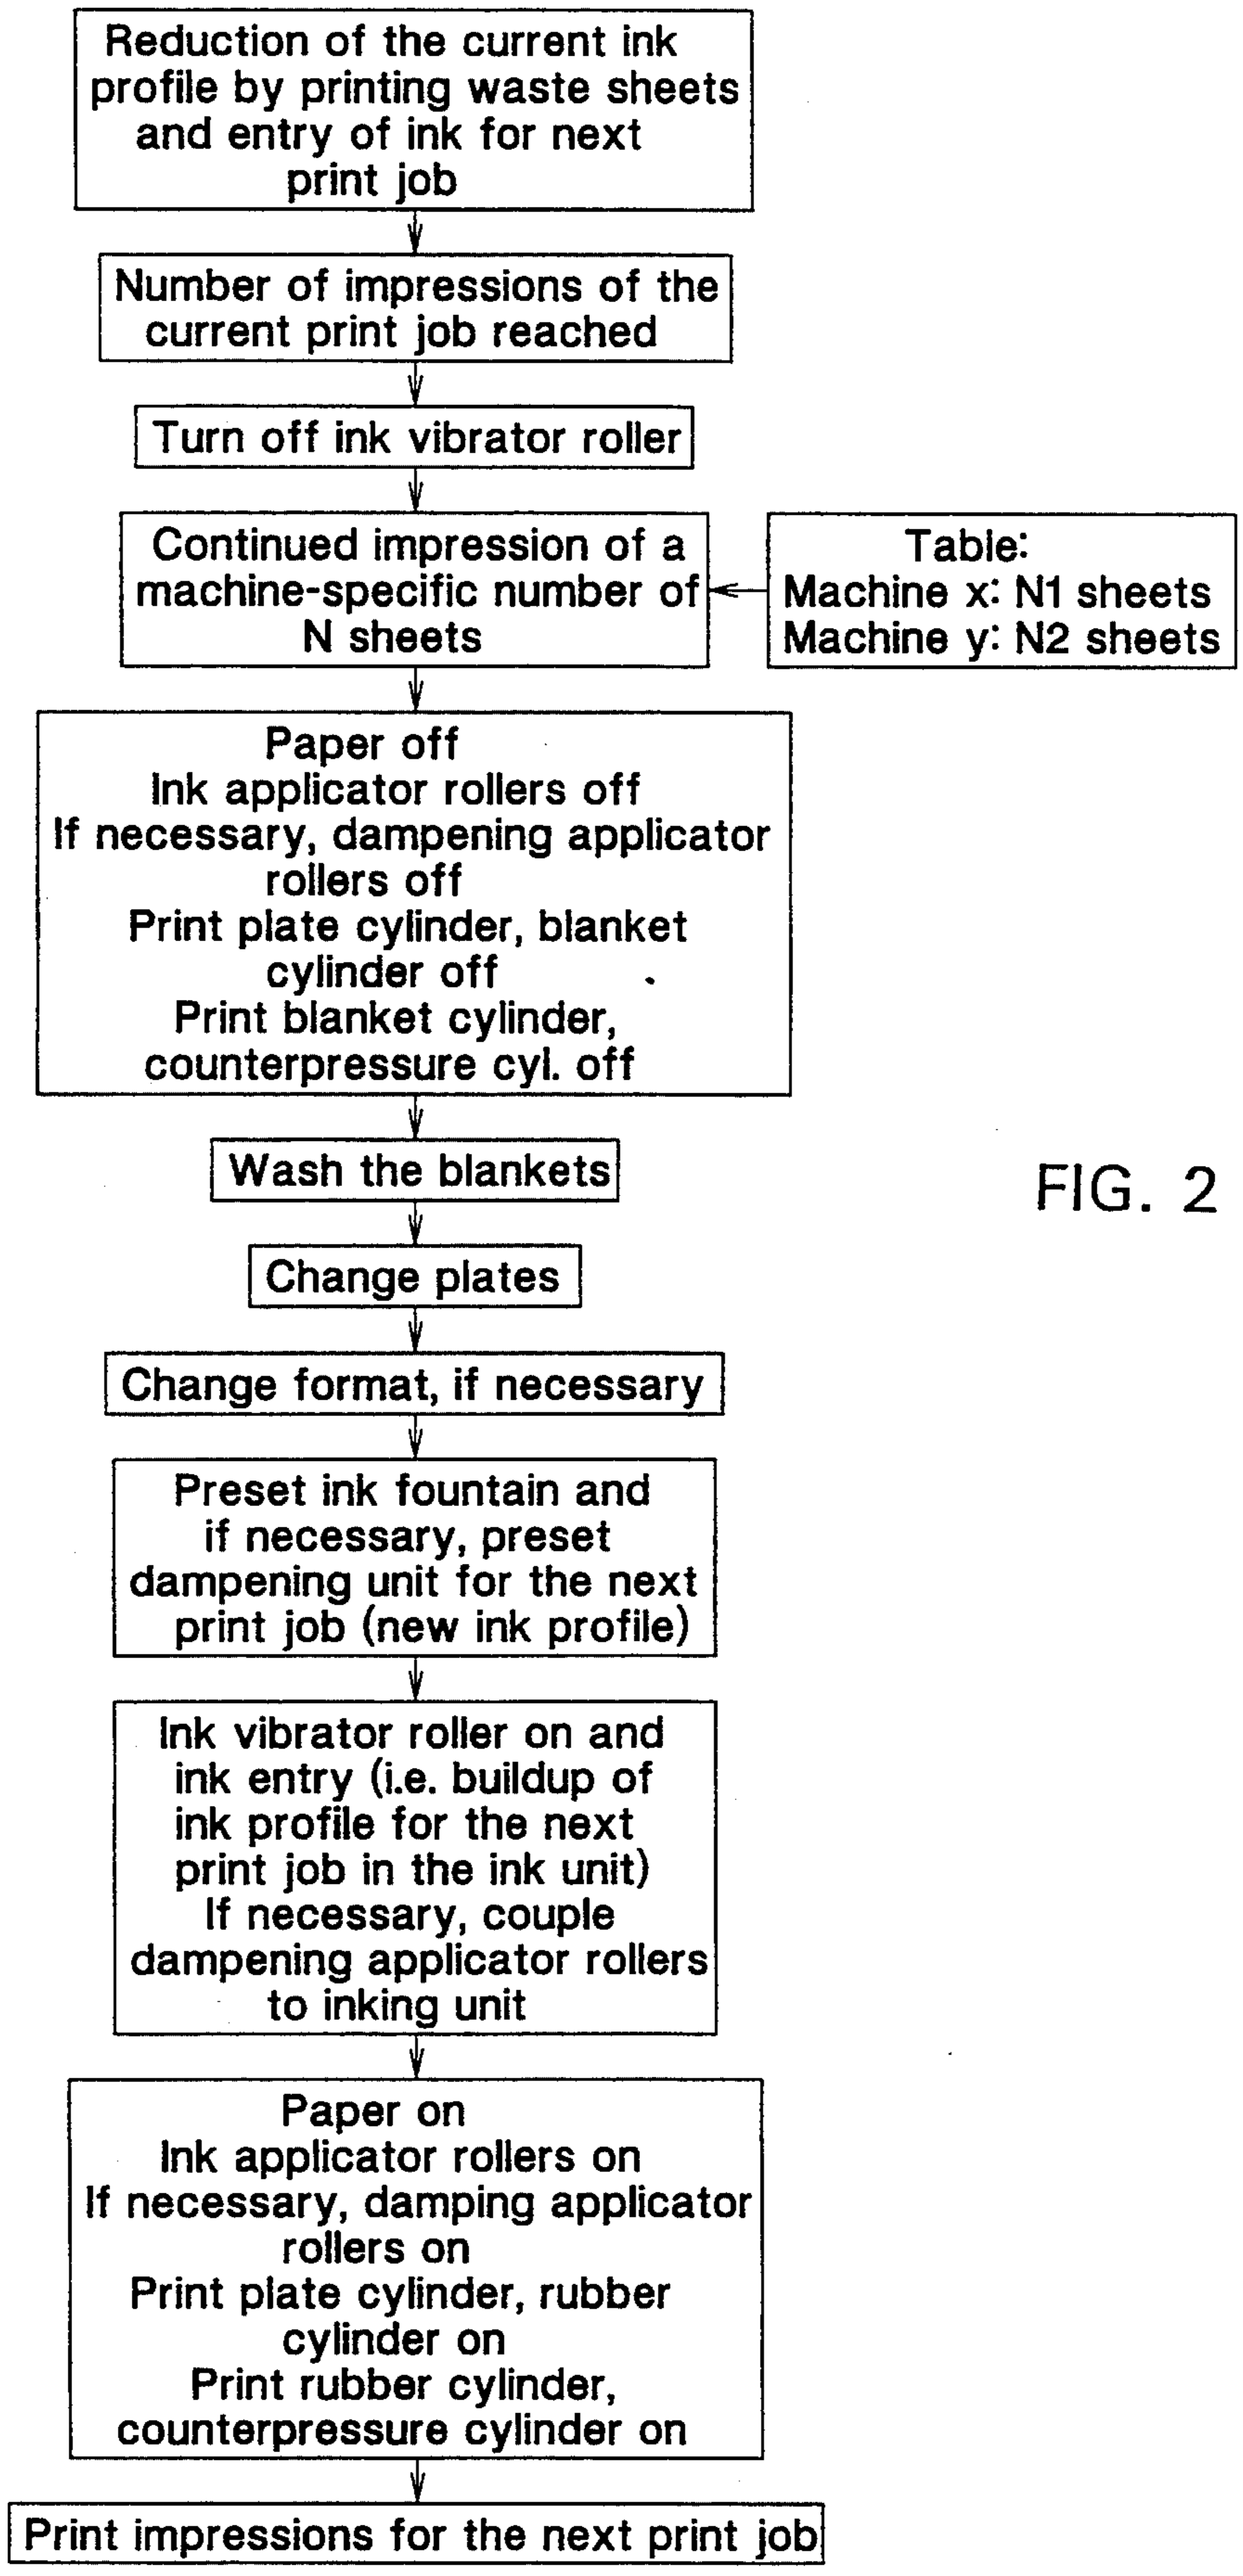 Reduction of the current ink
profile by printing waste sheets
and entry of ink for next
print job
Number of impressions of the
current print job reached
Turn off ink vibrator roller
Continued impression of a
machine-specific number of
N sheets
Table:
Machine x: N1 sheets
Machine y: N2 sheets
Paper off
Ink applicator rollers off
If necessary, dampening applicator
rollers off
Print plate cylinder, blanket
cylinder off
Print blanket cylinder,
counterpressure cyl. off
Wash the blankets
FIG. 2
Change plates
Change format, if necessary
Preset ink fountain and
if necessary, preset
dampening unit for the next
print job (new ink profile)
Ink vibrator roller on and
ink entry (i.e. buildup of
ink profile for the next
print job in the ink unit)
If necessary, couple
dampening applicator rollers
to inking unit
Paper on
Ink applicator rollers on
If necessary, damping applicator
rollers on
Print plate cylinder, rubber
cylinder on
Print rubber cylinder,
counterpressure cylinder on
Print impressions for the next print job